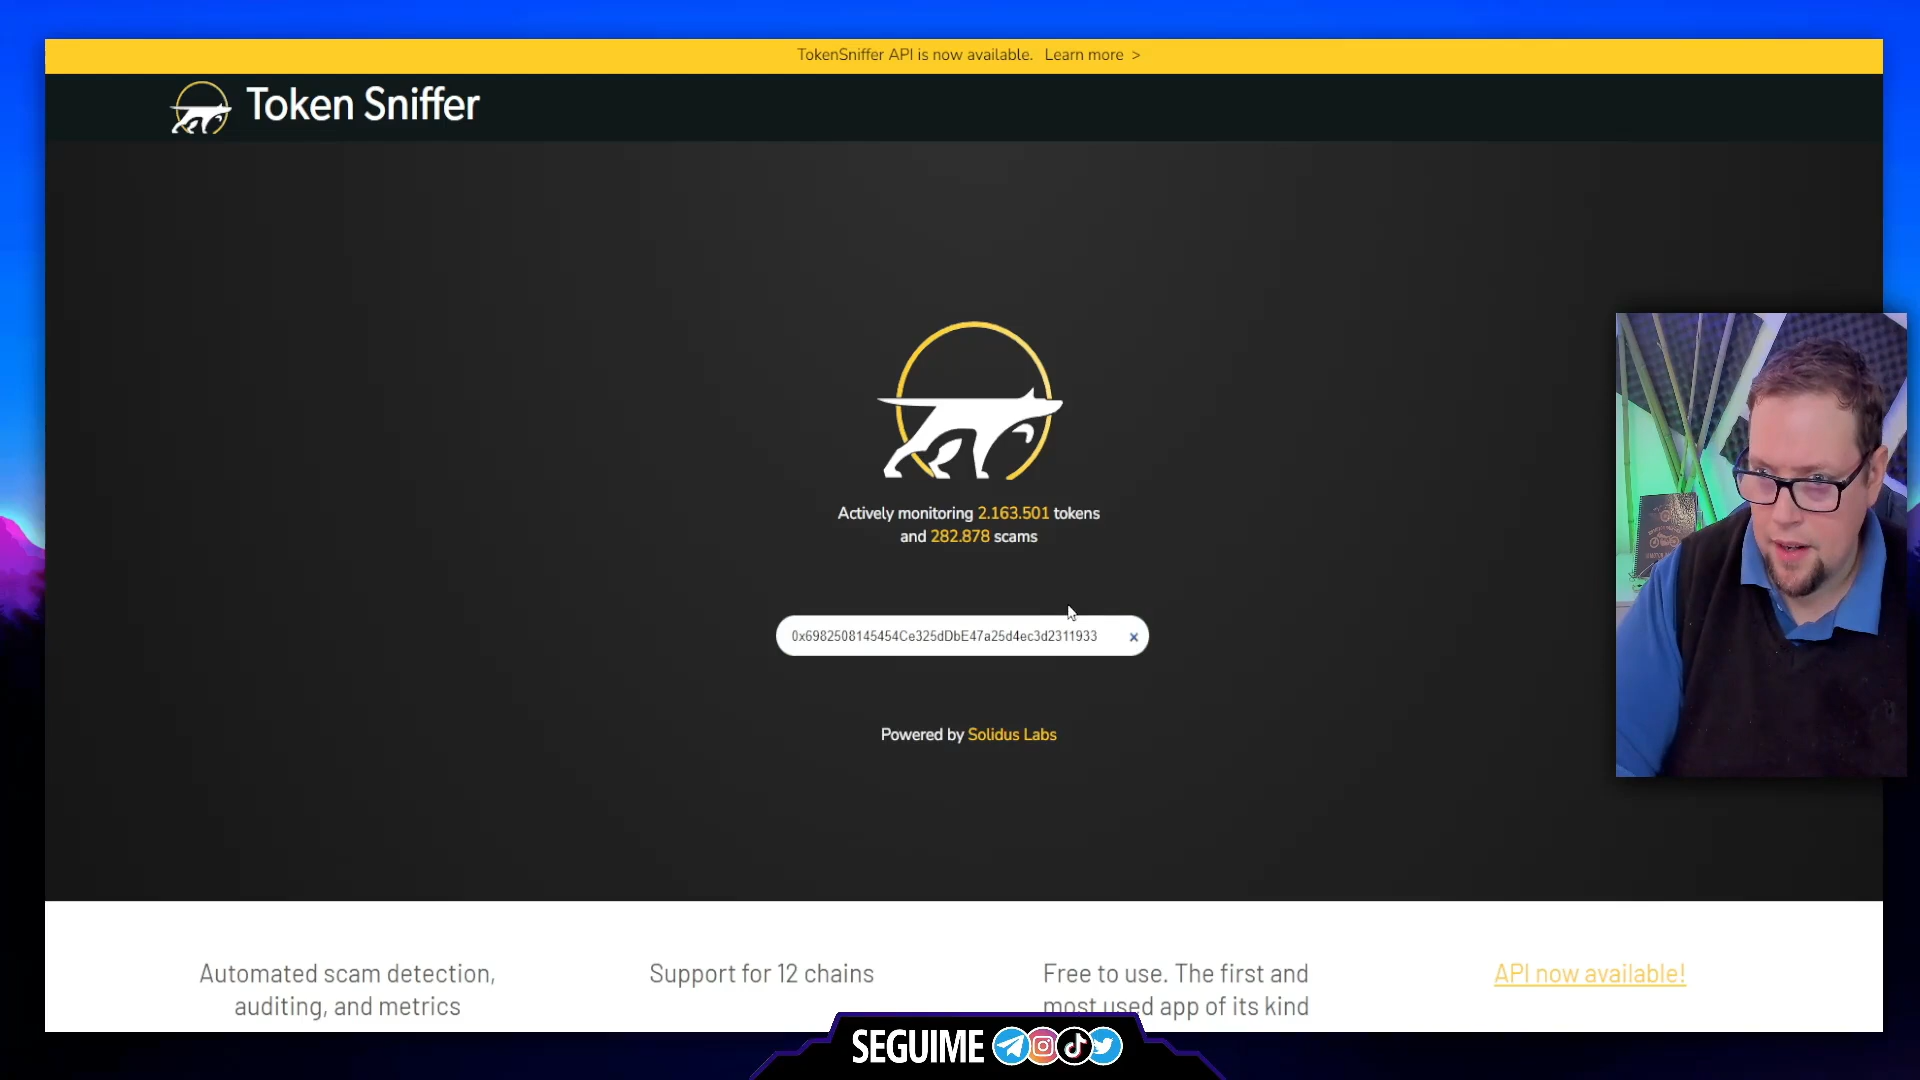 TokenSniffer API is now available. Learn more >
Token Sniffer
Actively monitoring 2.163.501 tokens
and 282.878 scams
0x6982508145454Ce325dDbE47a25d4ec3d2311933 ×
Powered by Solidus Labs
Automated scam detection,
auditing, and metrics
Support for 12 chains
Free to use. The first and
most used app of its kind
API now available!
SEGUIME